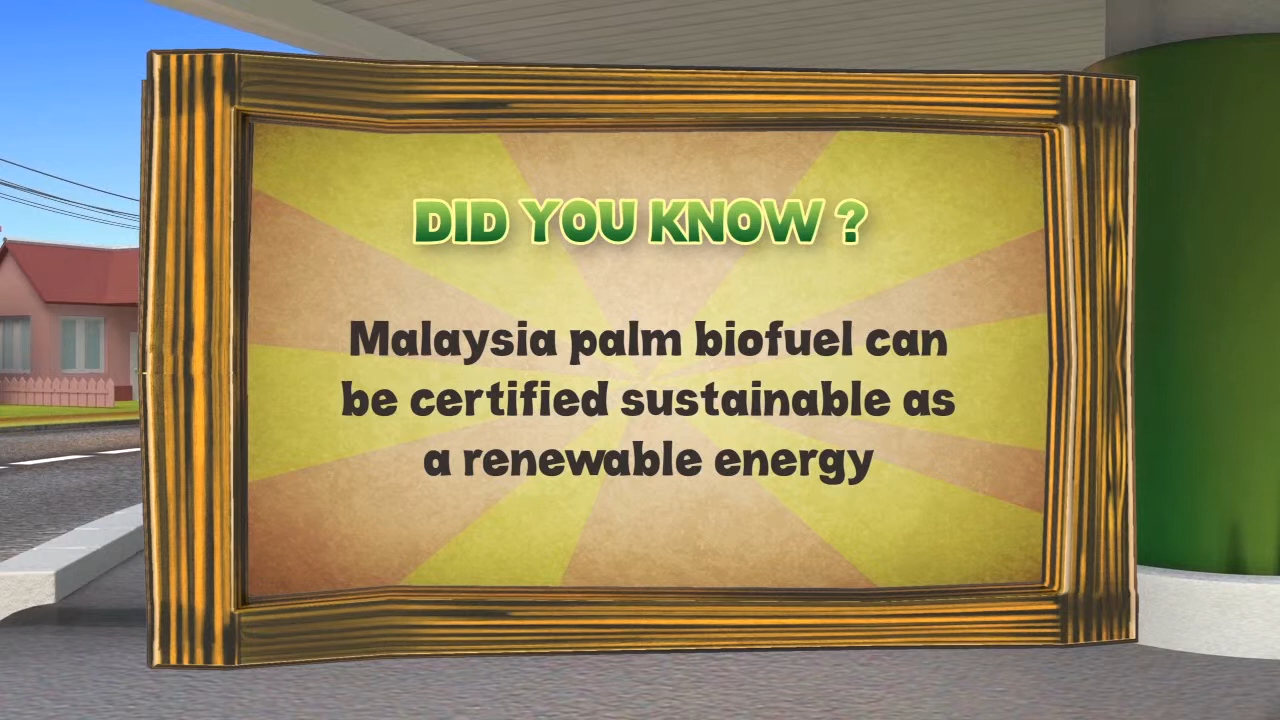 DID YOU KNOW ?
Malaysia palm biofuel can
be certified sustainable as
a renewable energy